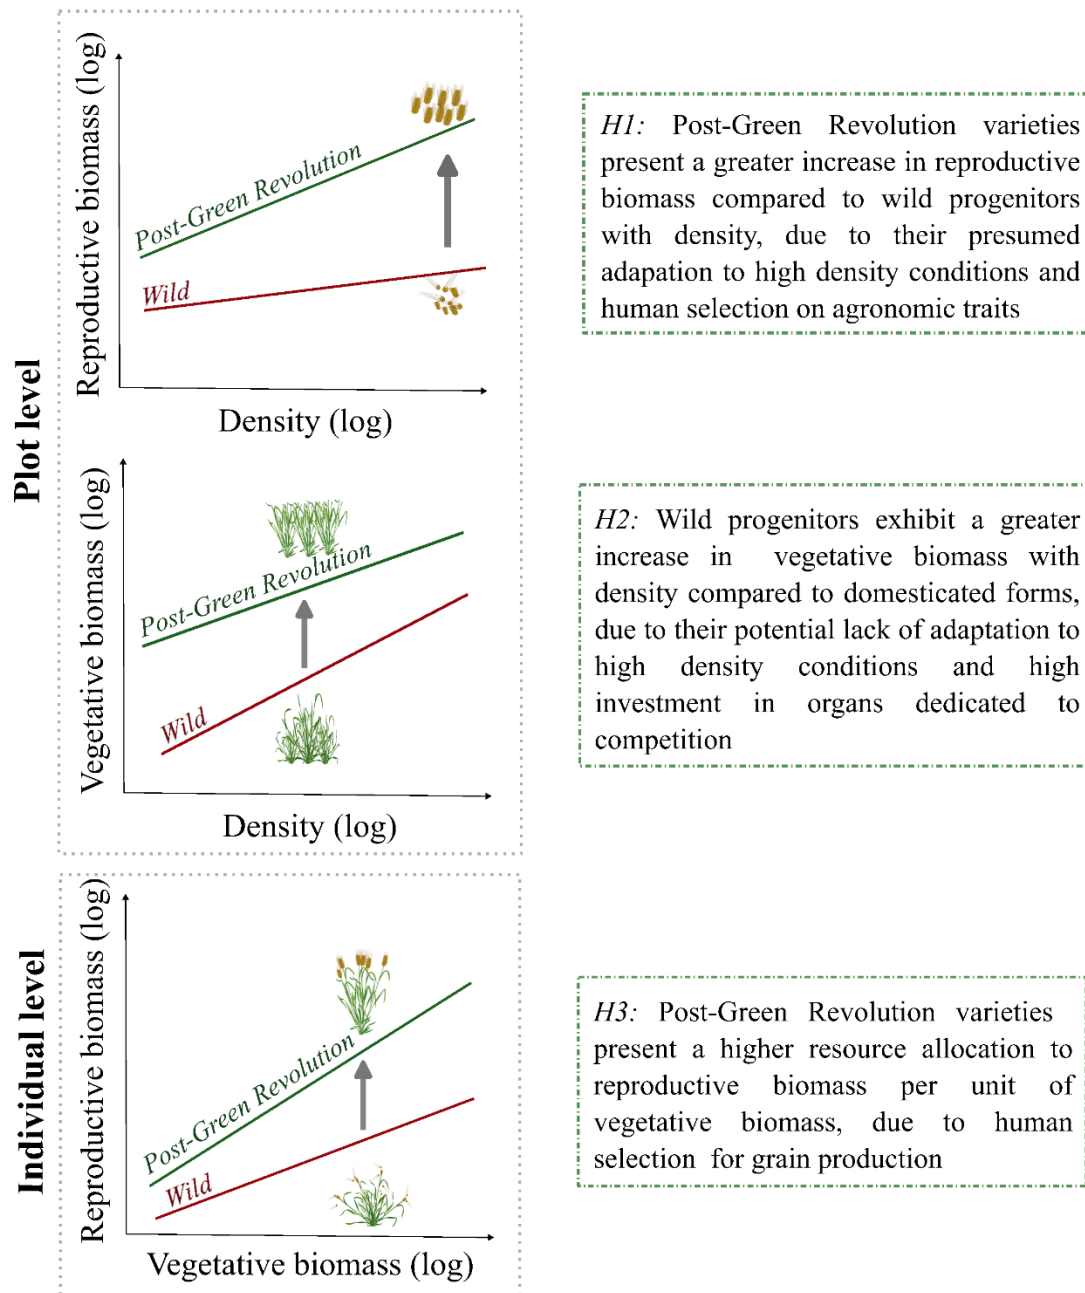 Plot level
Reproductive biomass (log)
Post-Green Revolution
Wild
Density (log)
H1: Post-Green Revolution varieties
present a greater increase in reproductive
biomass compared to wild progenitors
with density, due to their presumed
adapation to high density conditions and
human selection on agronomic traits
Vegetative biomass (log)
Post-Green Revolution
Wild
Density (log)
H2: Wild progenitors exhibit a greater
increase in vegetative biomass with
density compared to domesticated forms,
due to their potential lack of adaptation to
high density conditions and high
investment in organs dedicated to
competition
Individual level
Reproductive biomass (log)
Post-Green Revolution
Wild
Vegetative biomass (log)
H3: Post-Green Revolution varieties
present a higher resource allocation to
reproductive biomass per unit of
vegetative biomass, due to human
selection for grain production